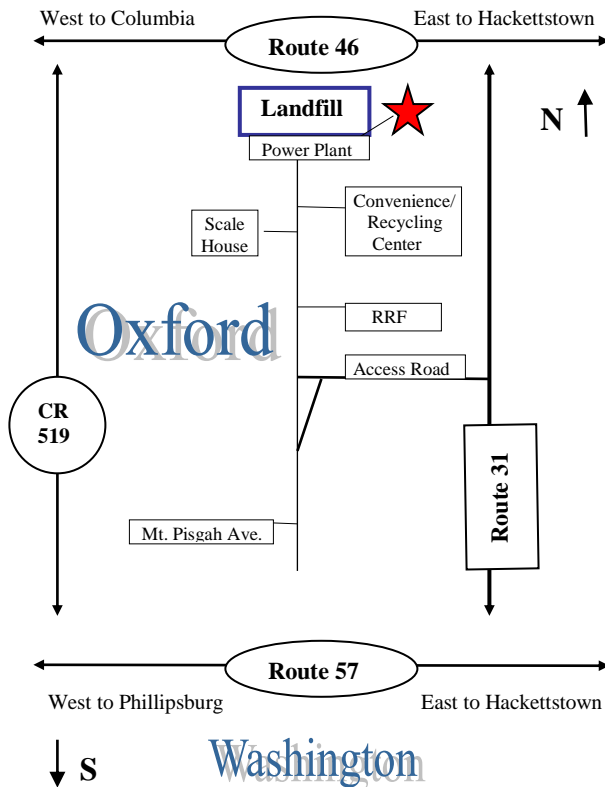 West to Columbia
East to Hackettstown
Route 46
Landfill
N
Power Plant
Convenience/
Recycling
Center
Scale
House
Oxford
RRF
Access Road
CR
519
Route 31
Mt. Pisgah Ave.
Route 57
West to Phillipsburg
East to Hackettstown
S
Washington